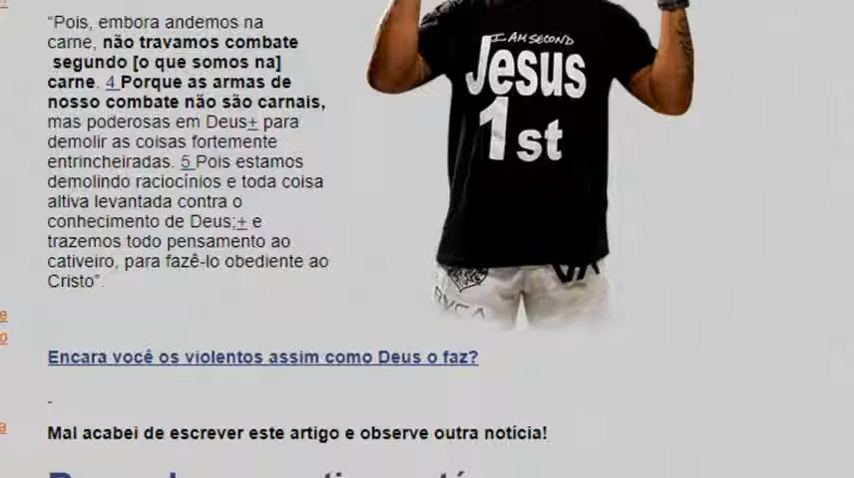 “Pois, embora andemos na
carne, não travamos combate
segundo [o que somos na]
carne. 4 Porque as armas de
nosso combate não são carnais,
mas poderosas em Deus+ para
demolir as coisas fortemente
entrincheiradas. 5 Pois estamos
demolindo raciocínios e toda coisa
altiva levantada contra o
conhecimento de Deus;+ e
trazemos todo pensamento ao
cativeiro, para fazê-lo obediente ao
Cristo”.
I AM SECOND
Jesus
1st
RVCA
VA
Encara você os violentos assim como Deus o faz?
-
Mal acabei de escrever este artigo e observe outra notícia!